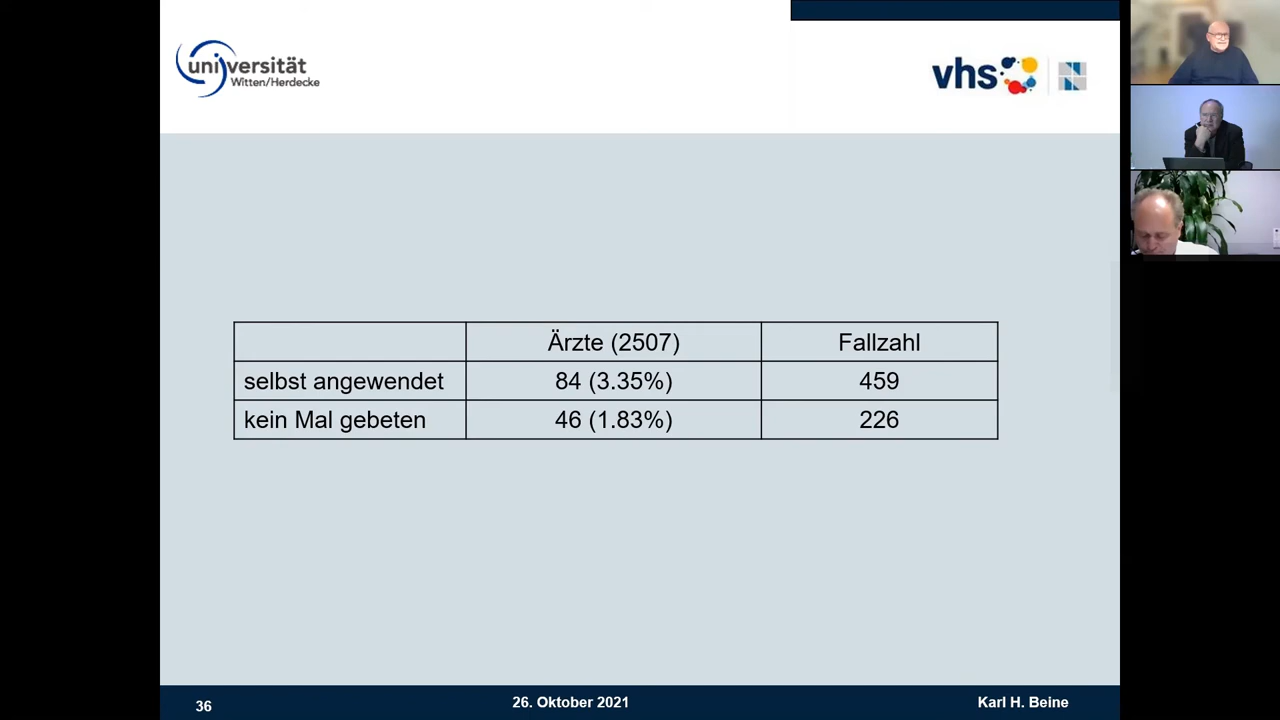 universität
Witten/Herdecke
vhs
Ärzte (2507) Fallzahl
selbst angewendet 84 (3.35%) 459
kein Mal gebeten 46 (1.83%) 226
36 26. Oktober 2021 Karl H. Beine